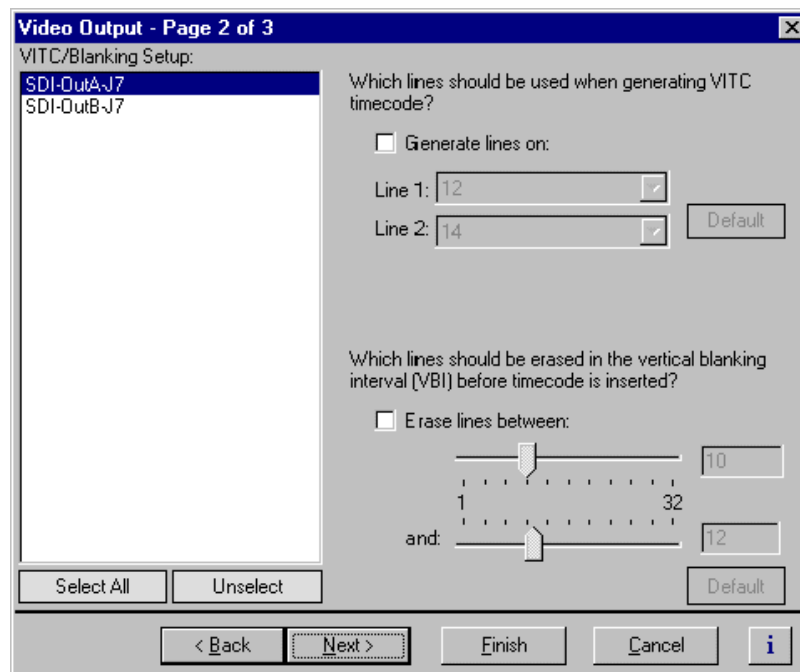 Video Output - Page 2 of 3
VITC/Blanking Setup:
SDI-OutA-J7
SDI-OutB-J7
Select All
Unselect
Which lines should be used when generating VITC
timecode?
Generate lines on:
Line 1: 12
Line 2: 14
Default
Which lines should be erased in the vertical blanking
interval (VBI) before timecode is inserted?
Erase lines between:
10
1 32
and: 12
Default
< Back
Next >
Finish
Cancel
i